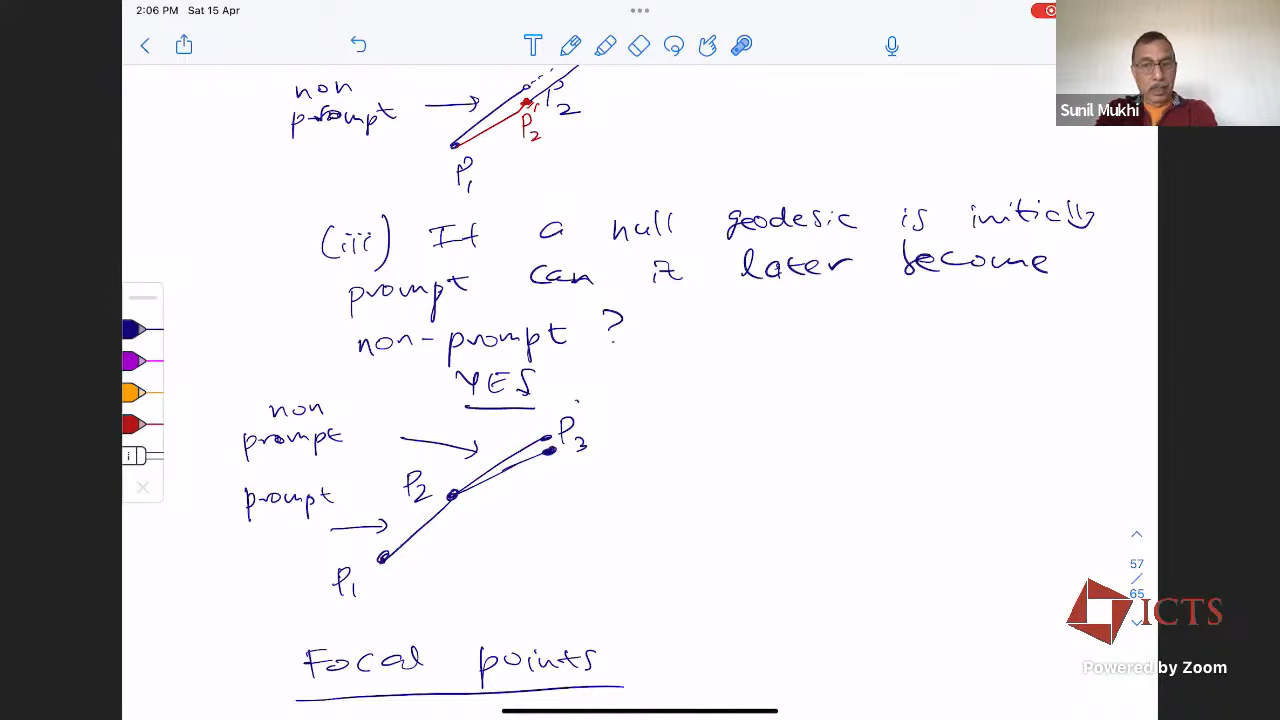 2:06 PM Sat 15 Apr
Sunil Mukhi
non
prompt
P2
P'2
P1
(iii) If a null geodesic is initially
prompt can it later become
non-prompt ?
YES
non
prompt
P3
P2
prompt
P1
57
/
65
ICTS
Powered by Zoom
Focal points